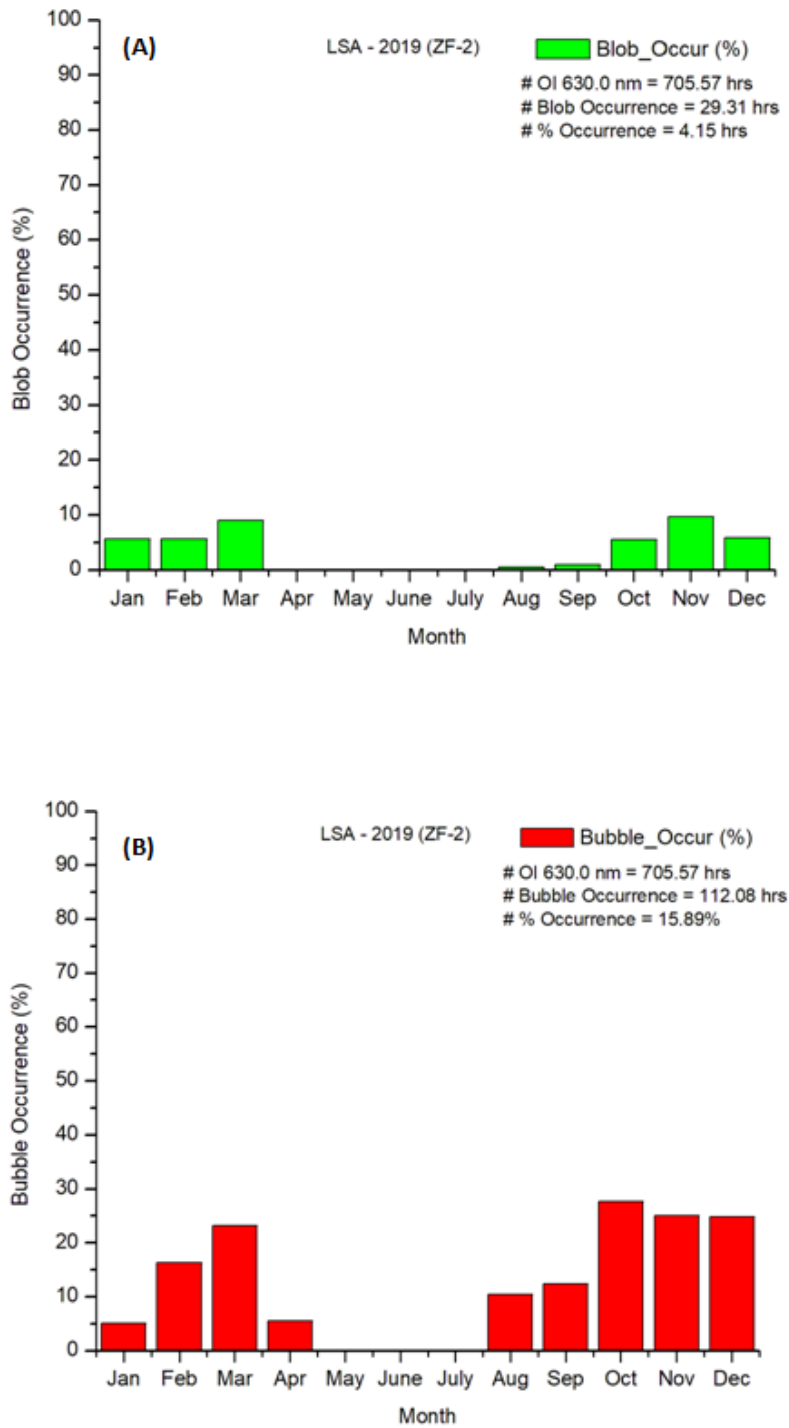 (A)
LSA - 2019 (ZF-2)
Blob_Occur (%)
# OI 630.0 nm = 705.57 hrs
# Blob Occurrence = 29.31 hrs
# % Occurrence = 4.15 hrs
Blob Occurrence (%)
100
90
80
70
60
50
40
30
20
10
0
Jan Feb Mar Apr May June July Aug Sep Oct Nov Dec
Month
(B)
LSA - 2019 (ZF-2)
Bubble_Occur (%)
# OI 630.0 nm = 705.57 hrs
# Bubble Occurrence = 112.08 hrs
# % Occurrence = 15.89%
Bubble Occurrence (%)
100
90
80
70
60
50
40
30
20
10
0
Jan Feb Mar Apr May June July Aug Sep Oct Nov Dec
Month